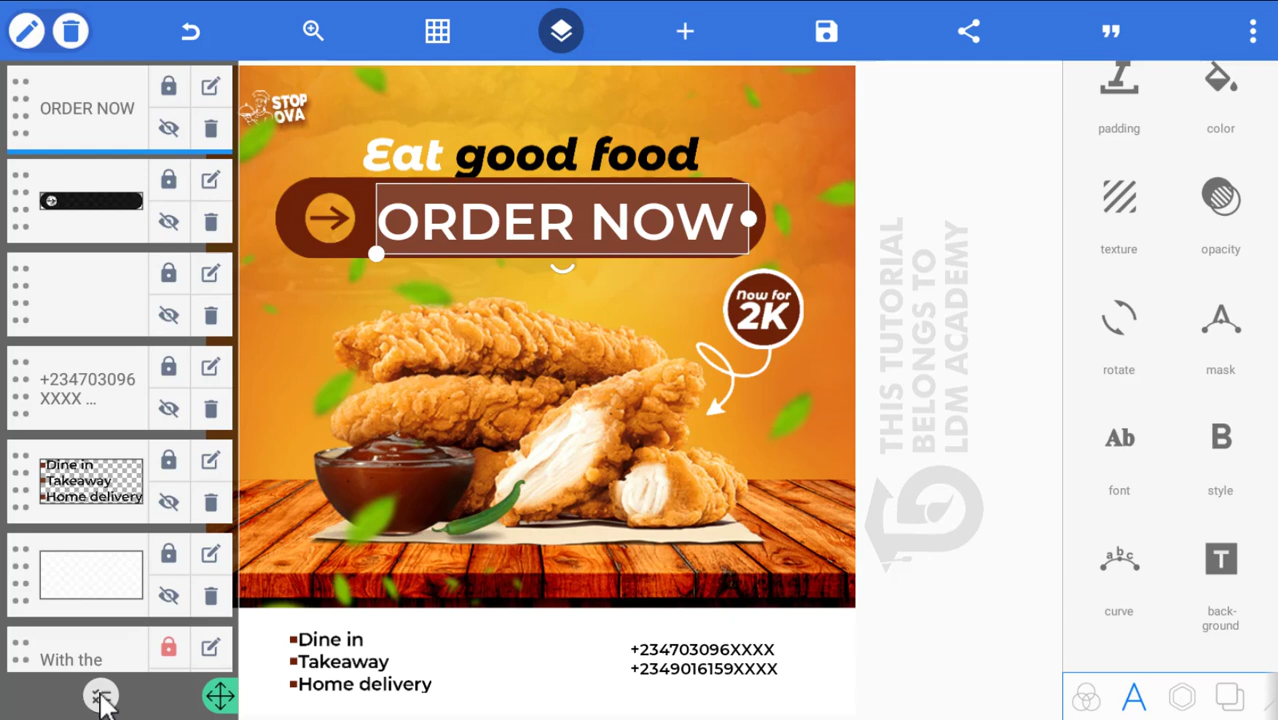 ORDER NOW
+234703096
XXXX ...
Dine in
Takeaway
Home delivery
With the
STOP
OVA
Eat good food
ORDER NOW
Now for
2K
Dine in
Takeaway
Home delivery
+234703096XXXX
+2349016159XXXX
THIS TUTORIAL
BELONGS TO
LDM ACADEMY
padding
color
texture
opacity
rotate
A
mask
Ab
font
B
style
abc
curve
T
back-
ground
A